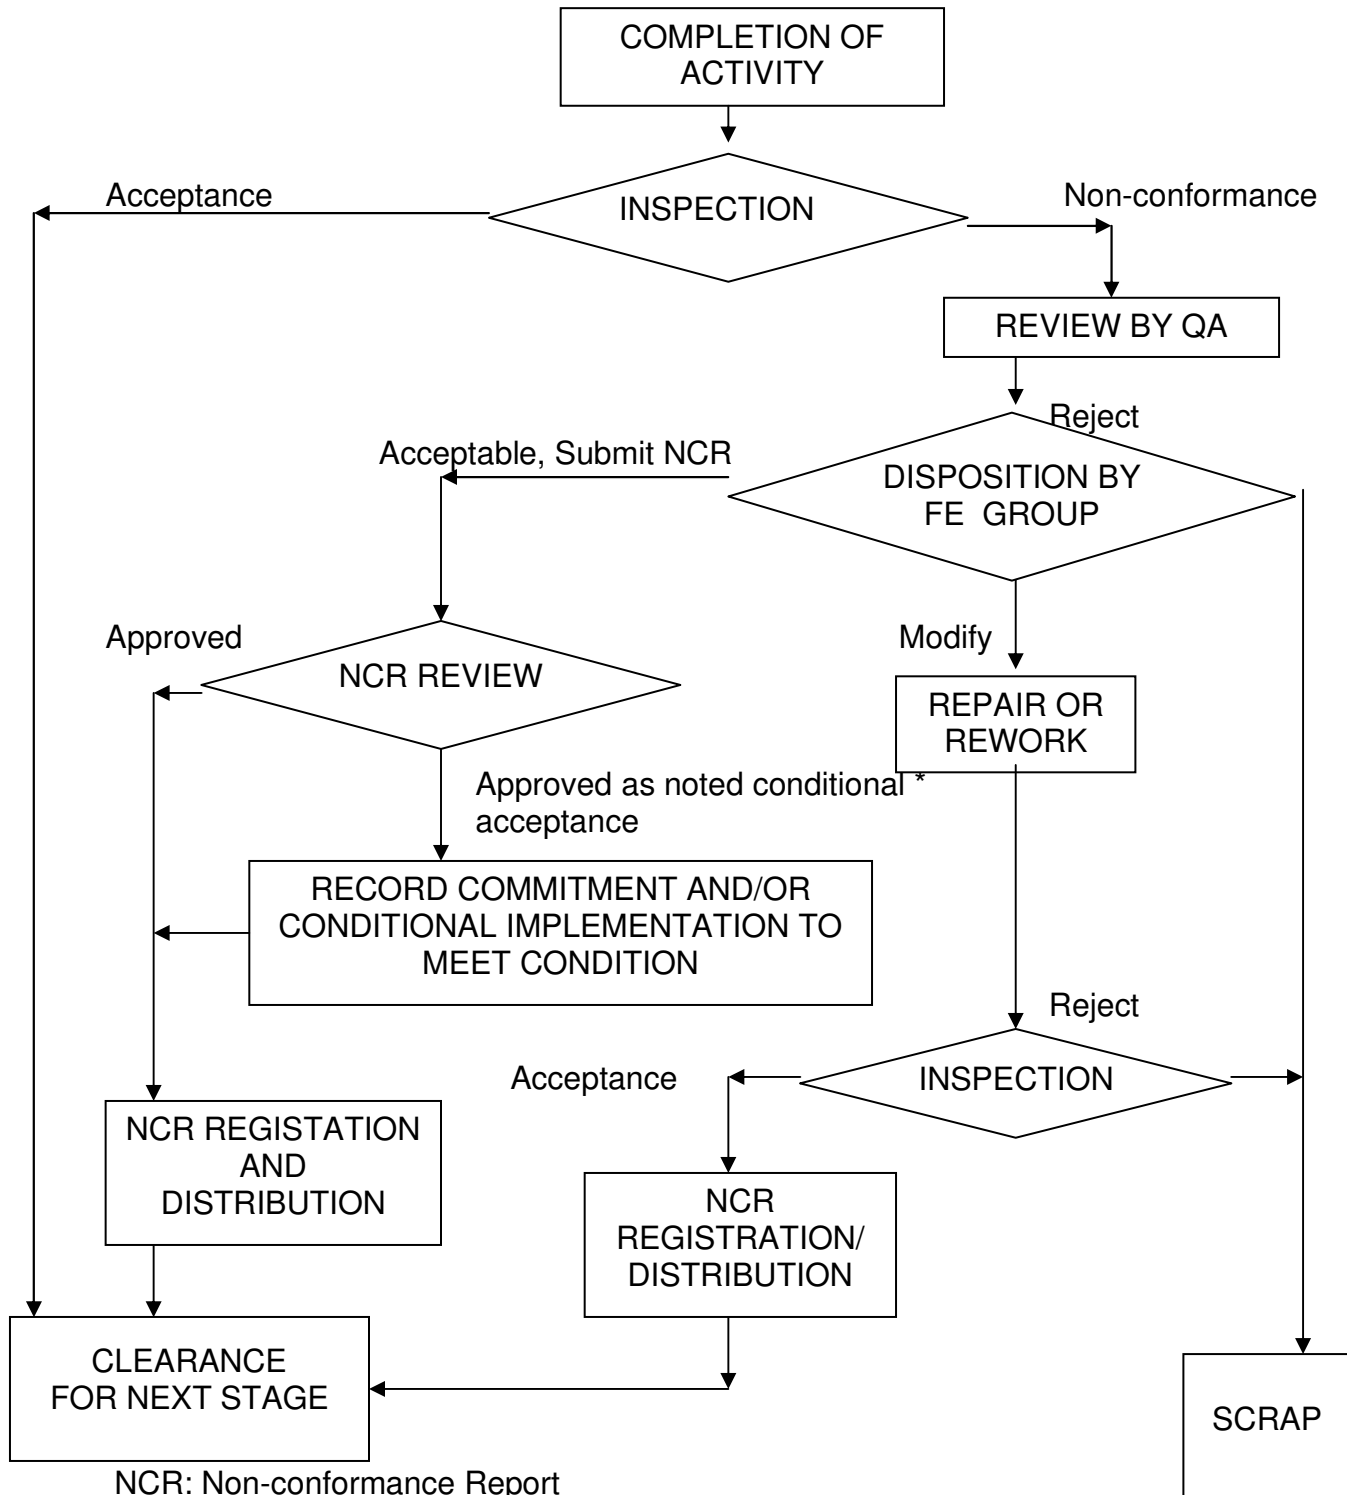 COMPLETION OF
ACTIVITY
Acceptance
INSPECTION
Non-conformance
REVIEW BY QA
Reject
Acceptable, Submit NCR
DISPOSITION BY
FE GROUP
Approved
NCR REVIEW
Modify
REPAIR OR
REWORK
Approved as noted conditional *
acceptance
RECORD COMMITMENT AND/OR
CONDITIONAL IMPLEMENTATION TO
MEET CONDITION
Reject
Acceptance
INSPECTION
NCR REGISTATION
AND
DISTRIBUTION
NCR
REGISTRATION/
DISTRIBUTION
CLEARANCE
FOR NEXT STAGE
SCRAP
NCR: Non-conformance Report